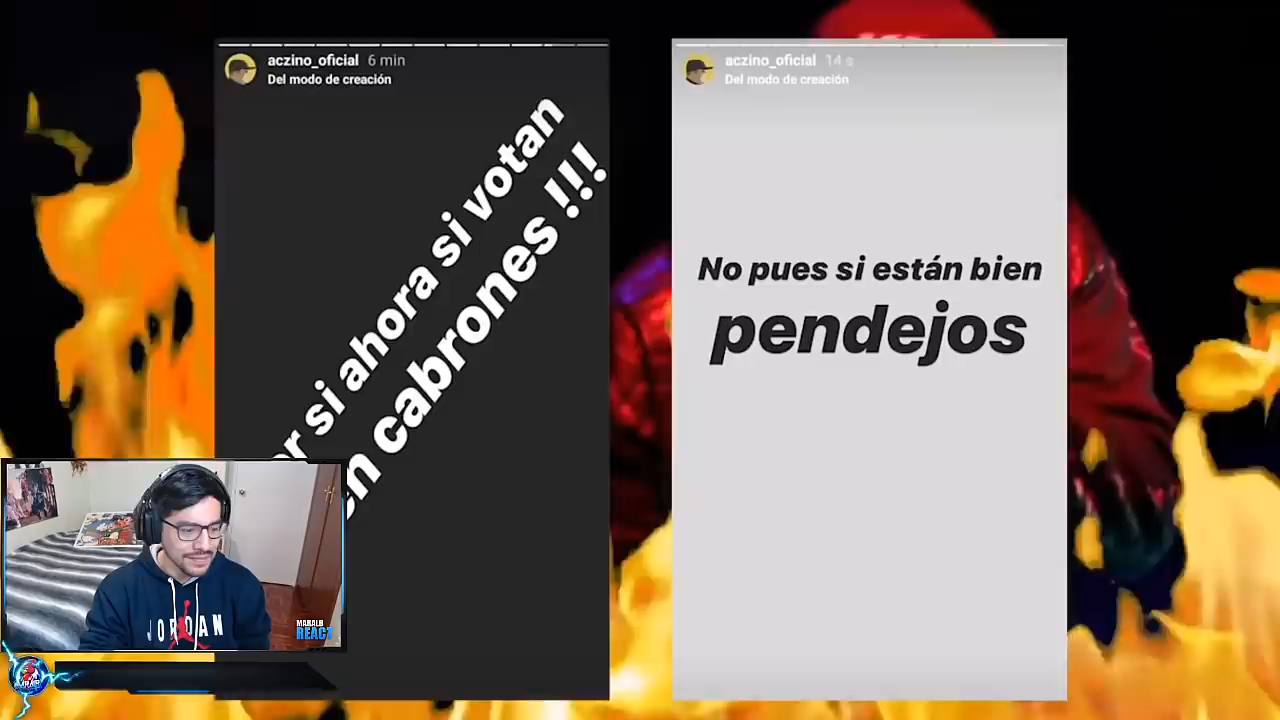 aczino_oficial 6 min
Del modo de creación
si ahora si votan
cabrones !!!
aczino_oficial 14 s
Del modo de creación
No pues si están bien
pendejos
JORDAN
MARALB
REACT